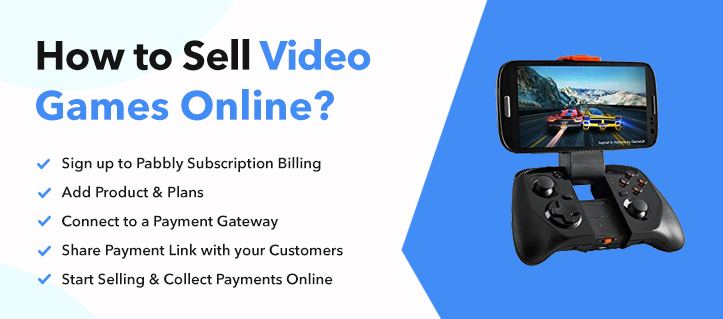 How to Sell Video
Games Online?
Sign up to Pabbly Subscription Billing
Add Product & Plans
Connect to a Payment Gateway
Share Payment Link with your Customers
Start Selling & Collect Payments Online